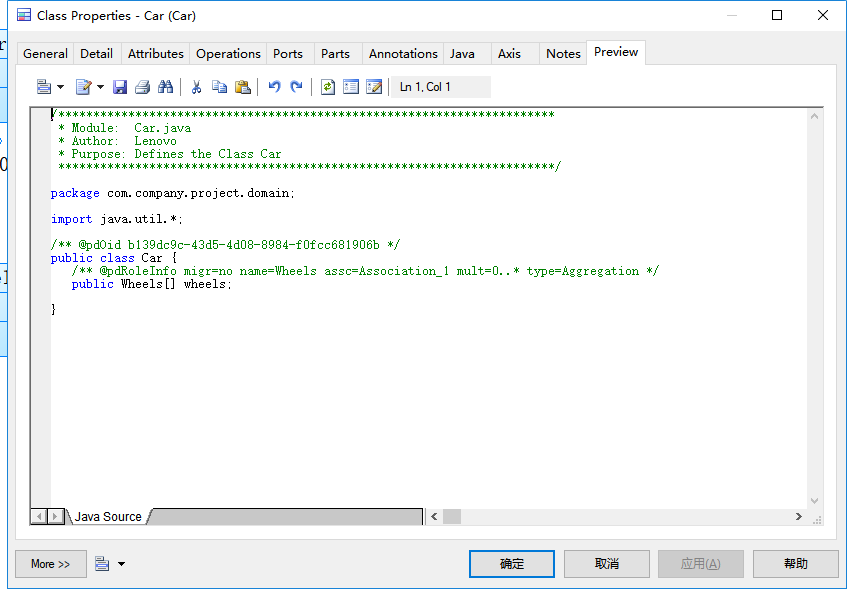 Class Properties - Car (Car)
General Detail Attributes Operations Ports Parts Annotations Java Axis Notes Preview
Ln 1, Col 1
/***********************************************************************
* Module:  Car.java
* Author:  Lenovo
* Purpose: Defines the Class Car
***********************************************************************/
package com.company.project.domain;
import java.util.*;
/** @pdOid b139dc9c-43d5-4d08-8984-f0fcc681906b */
public class Car {
/** @pdRoleInfo migr=no name=Wheels assc=Association_1 mult=0..* type=Aggregation */
public Wheels[] wheels;
}
Java Source
More >> 确定 取消 应用(A) 帮助